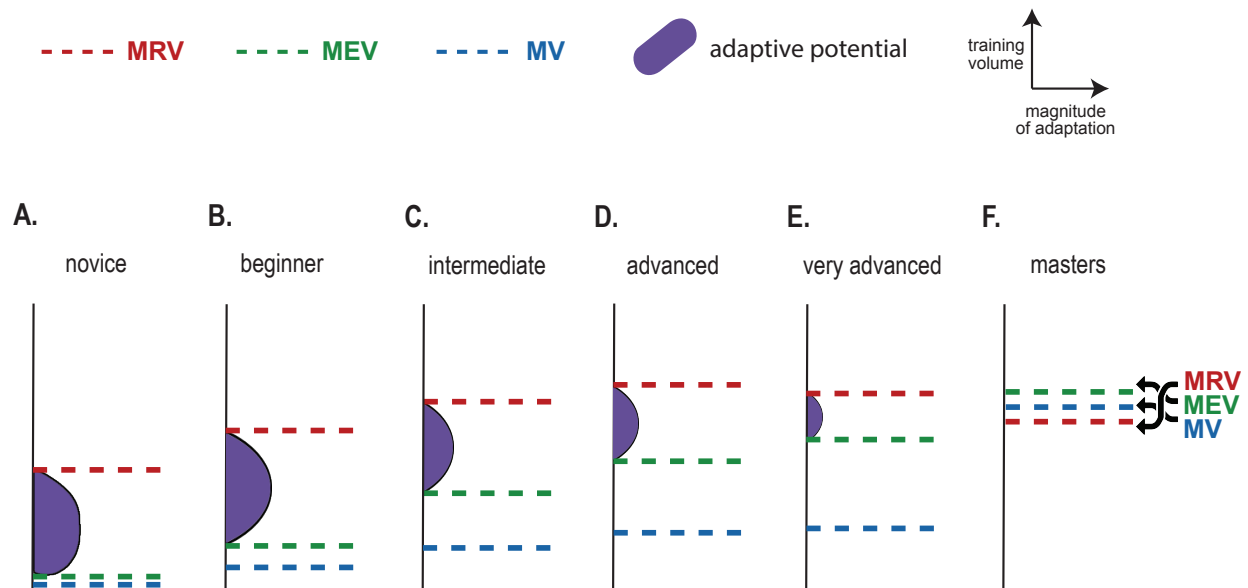 MRV
MEV
MV
adaptive potential
training
volume
magnitude
of adaptation
A.
B.
C.
D.
E.
F.
novice
beginner
intermediate
advanced
very advanced
masters
MRV
MEV
MV